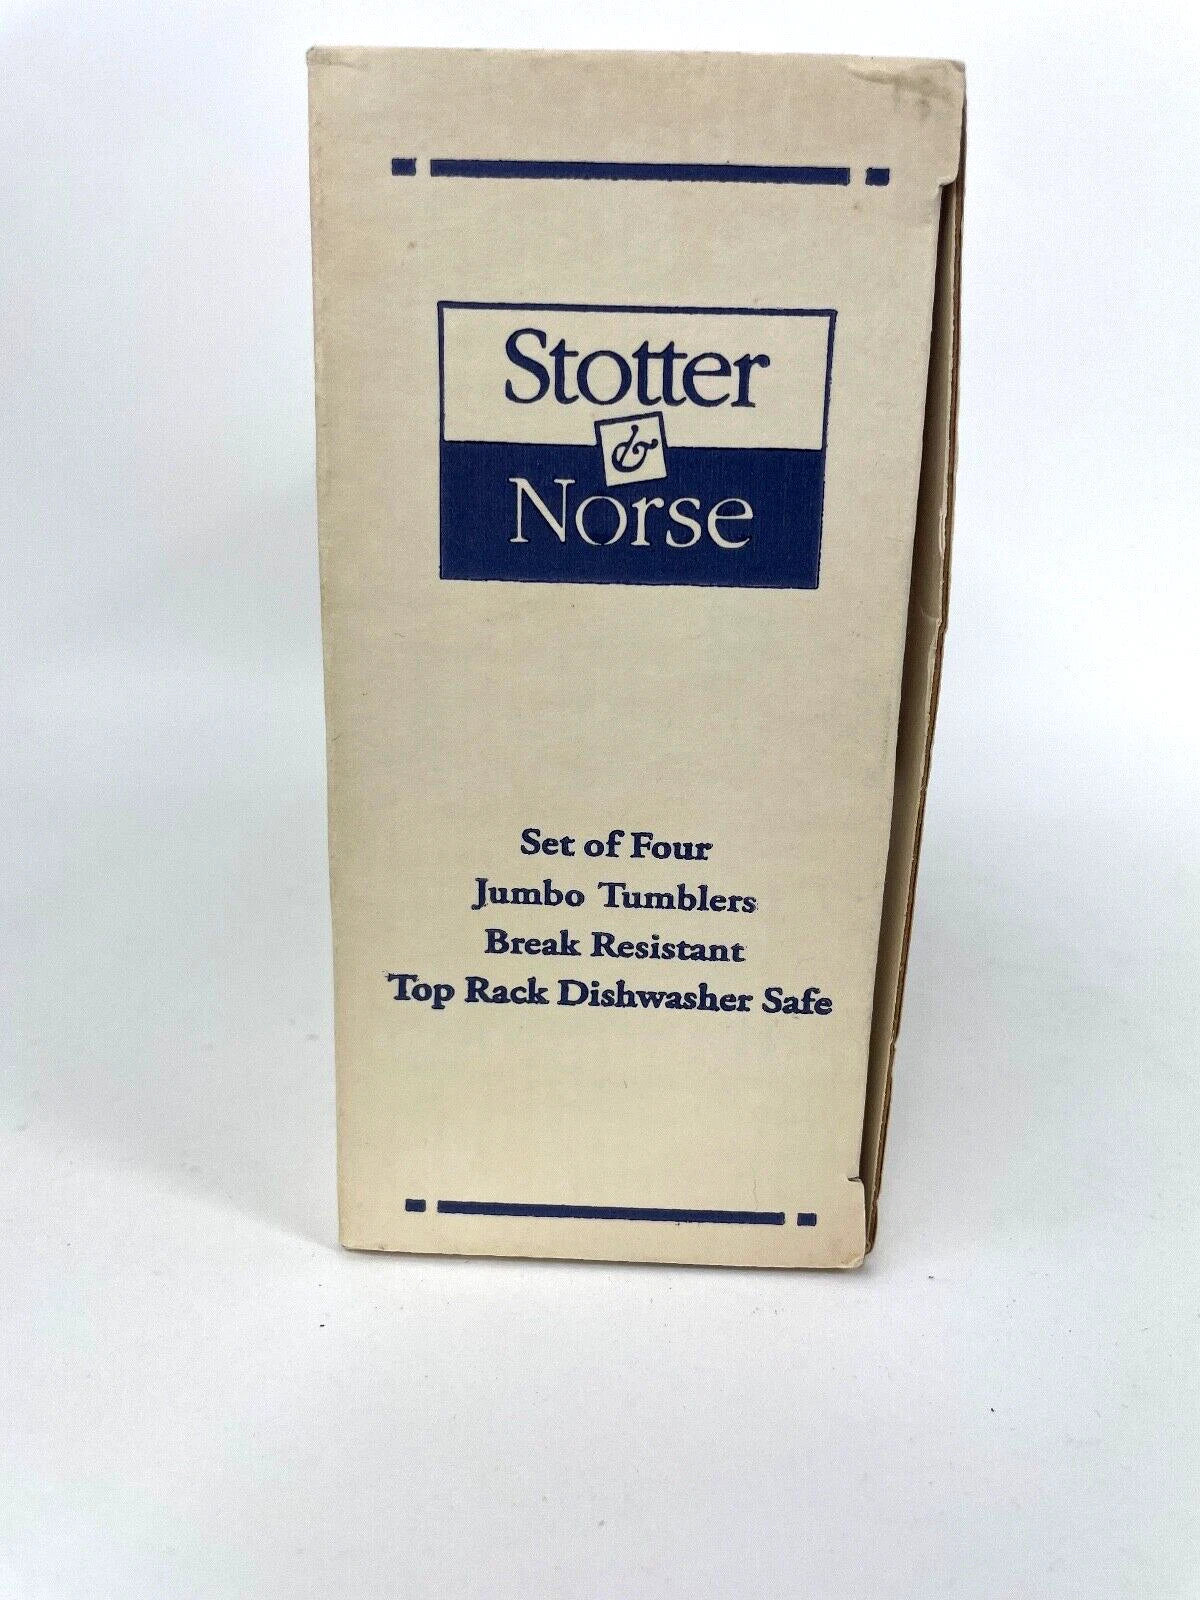 Stotter
&
Norse
Set of Four
Jumbo Tumblers
Break Resistant
Top Rack Dishwasher Safe